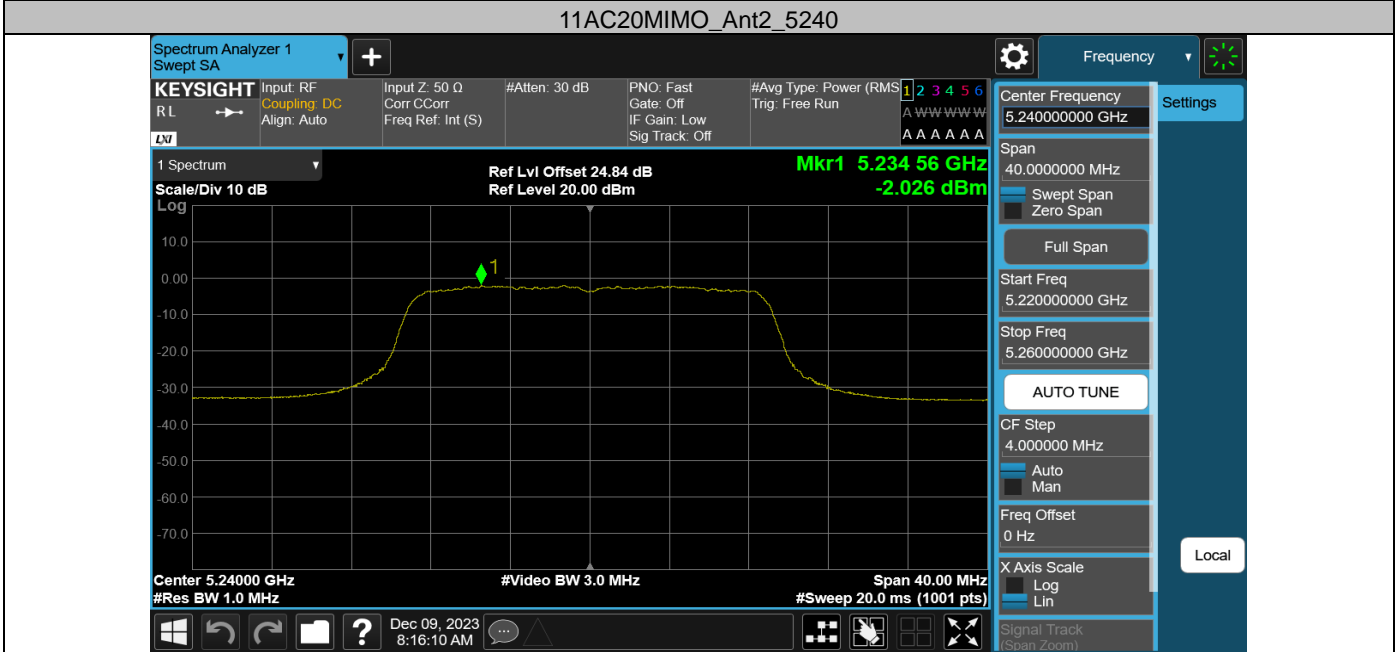 11AC20MIMO_Ant2_5240
Spectrum Analyzer 1
Swept SA
Frequency
KEYSIGHT
R L
LXI
Input: RF
Coupling: DC
Align: Auto
Input Z: 50 Ω
Corr CCorr
Freq Ref: Int (S)
#Atten: 30 dB
PNO: Fast
Gate: Off
IF Gain: Low
Sig Track: Off
#Avg Type: Power (RMS
Trig: Free Run
1 2 3 4 5 6
A W W W W W
A A A A A A
1 Spectrum
Scale/Div 10 dB
Log
Ref Lvl Offset 24.84 dB
Ref Level 20.00 dBm
Mkr1 5.234 56 GHz
-2.026 dBm
1
10.0
0.00
-10.0
-20.0
-30.0
-40.0
-50.0
-60.0
-70.0
Center 5.24000 GHz
#Video BW 3.0 MHz
Span 40.00 MHz
#Res BW 1.0 MHz
#Sweep 20.0 ms (1001 pts)
Dec 09, 2023
8:16:10 AM
?
Settings
Center Frequency
5.240000000 GHz
Span
40.0000000 MHz
Swept Span
Zero Span
Full Span
Start Freq
5.220000000 GHz
Stop Freq
5.260000000 GHz
AUTO TUNE
CF Step
4.000000 MHz
Auto
Man
Freq Offset
0 Hz
X Axis Scale
Log
Lin
Signal Track
(Span Zoom)
Local